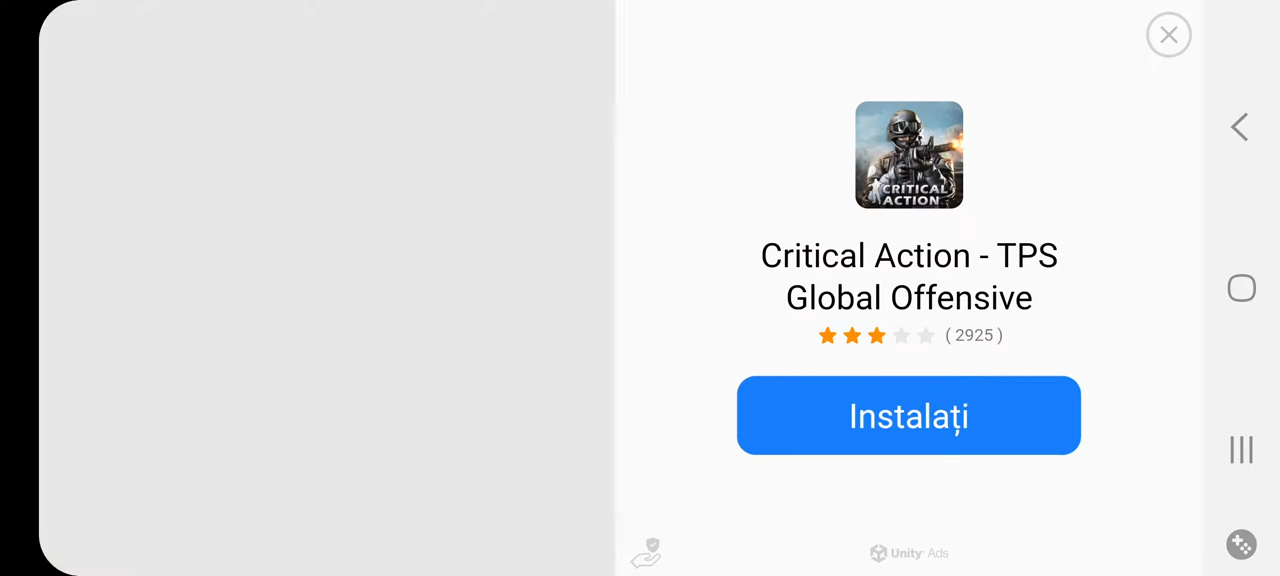 CRITICAL
ACTION
Critical Action - TPS
Global Offensive
( 2925 )
Instalați
Unity Ads